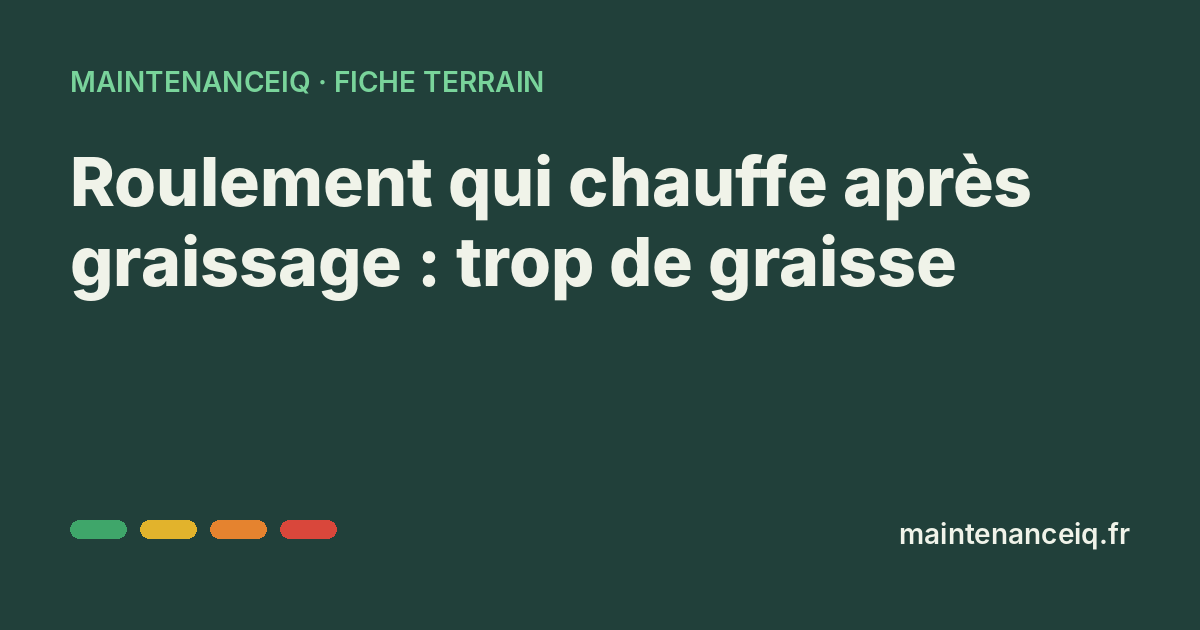 MAINTENANCEIQ · FICHE TERRAIN
Roulement qui chauffe après
graissage : trop de graisse
maintenanceiq.fr